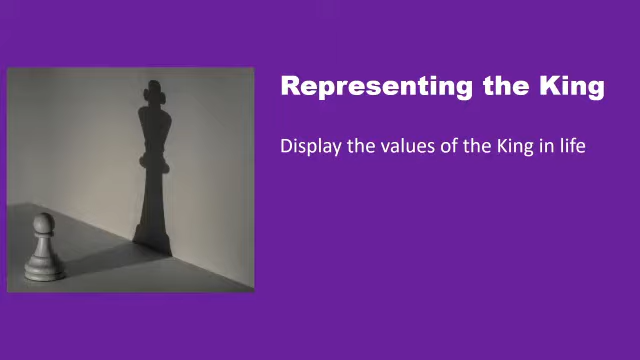 Representing the King
Display the values of the King in life